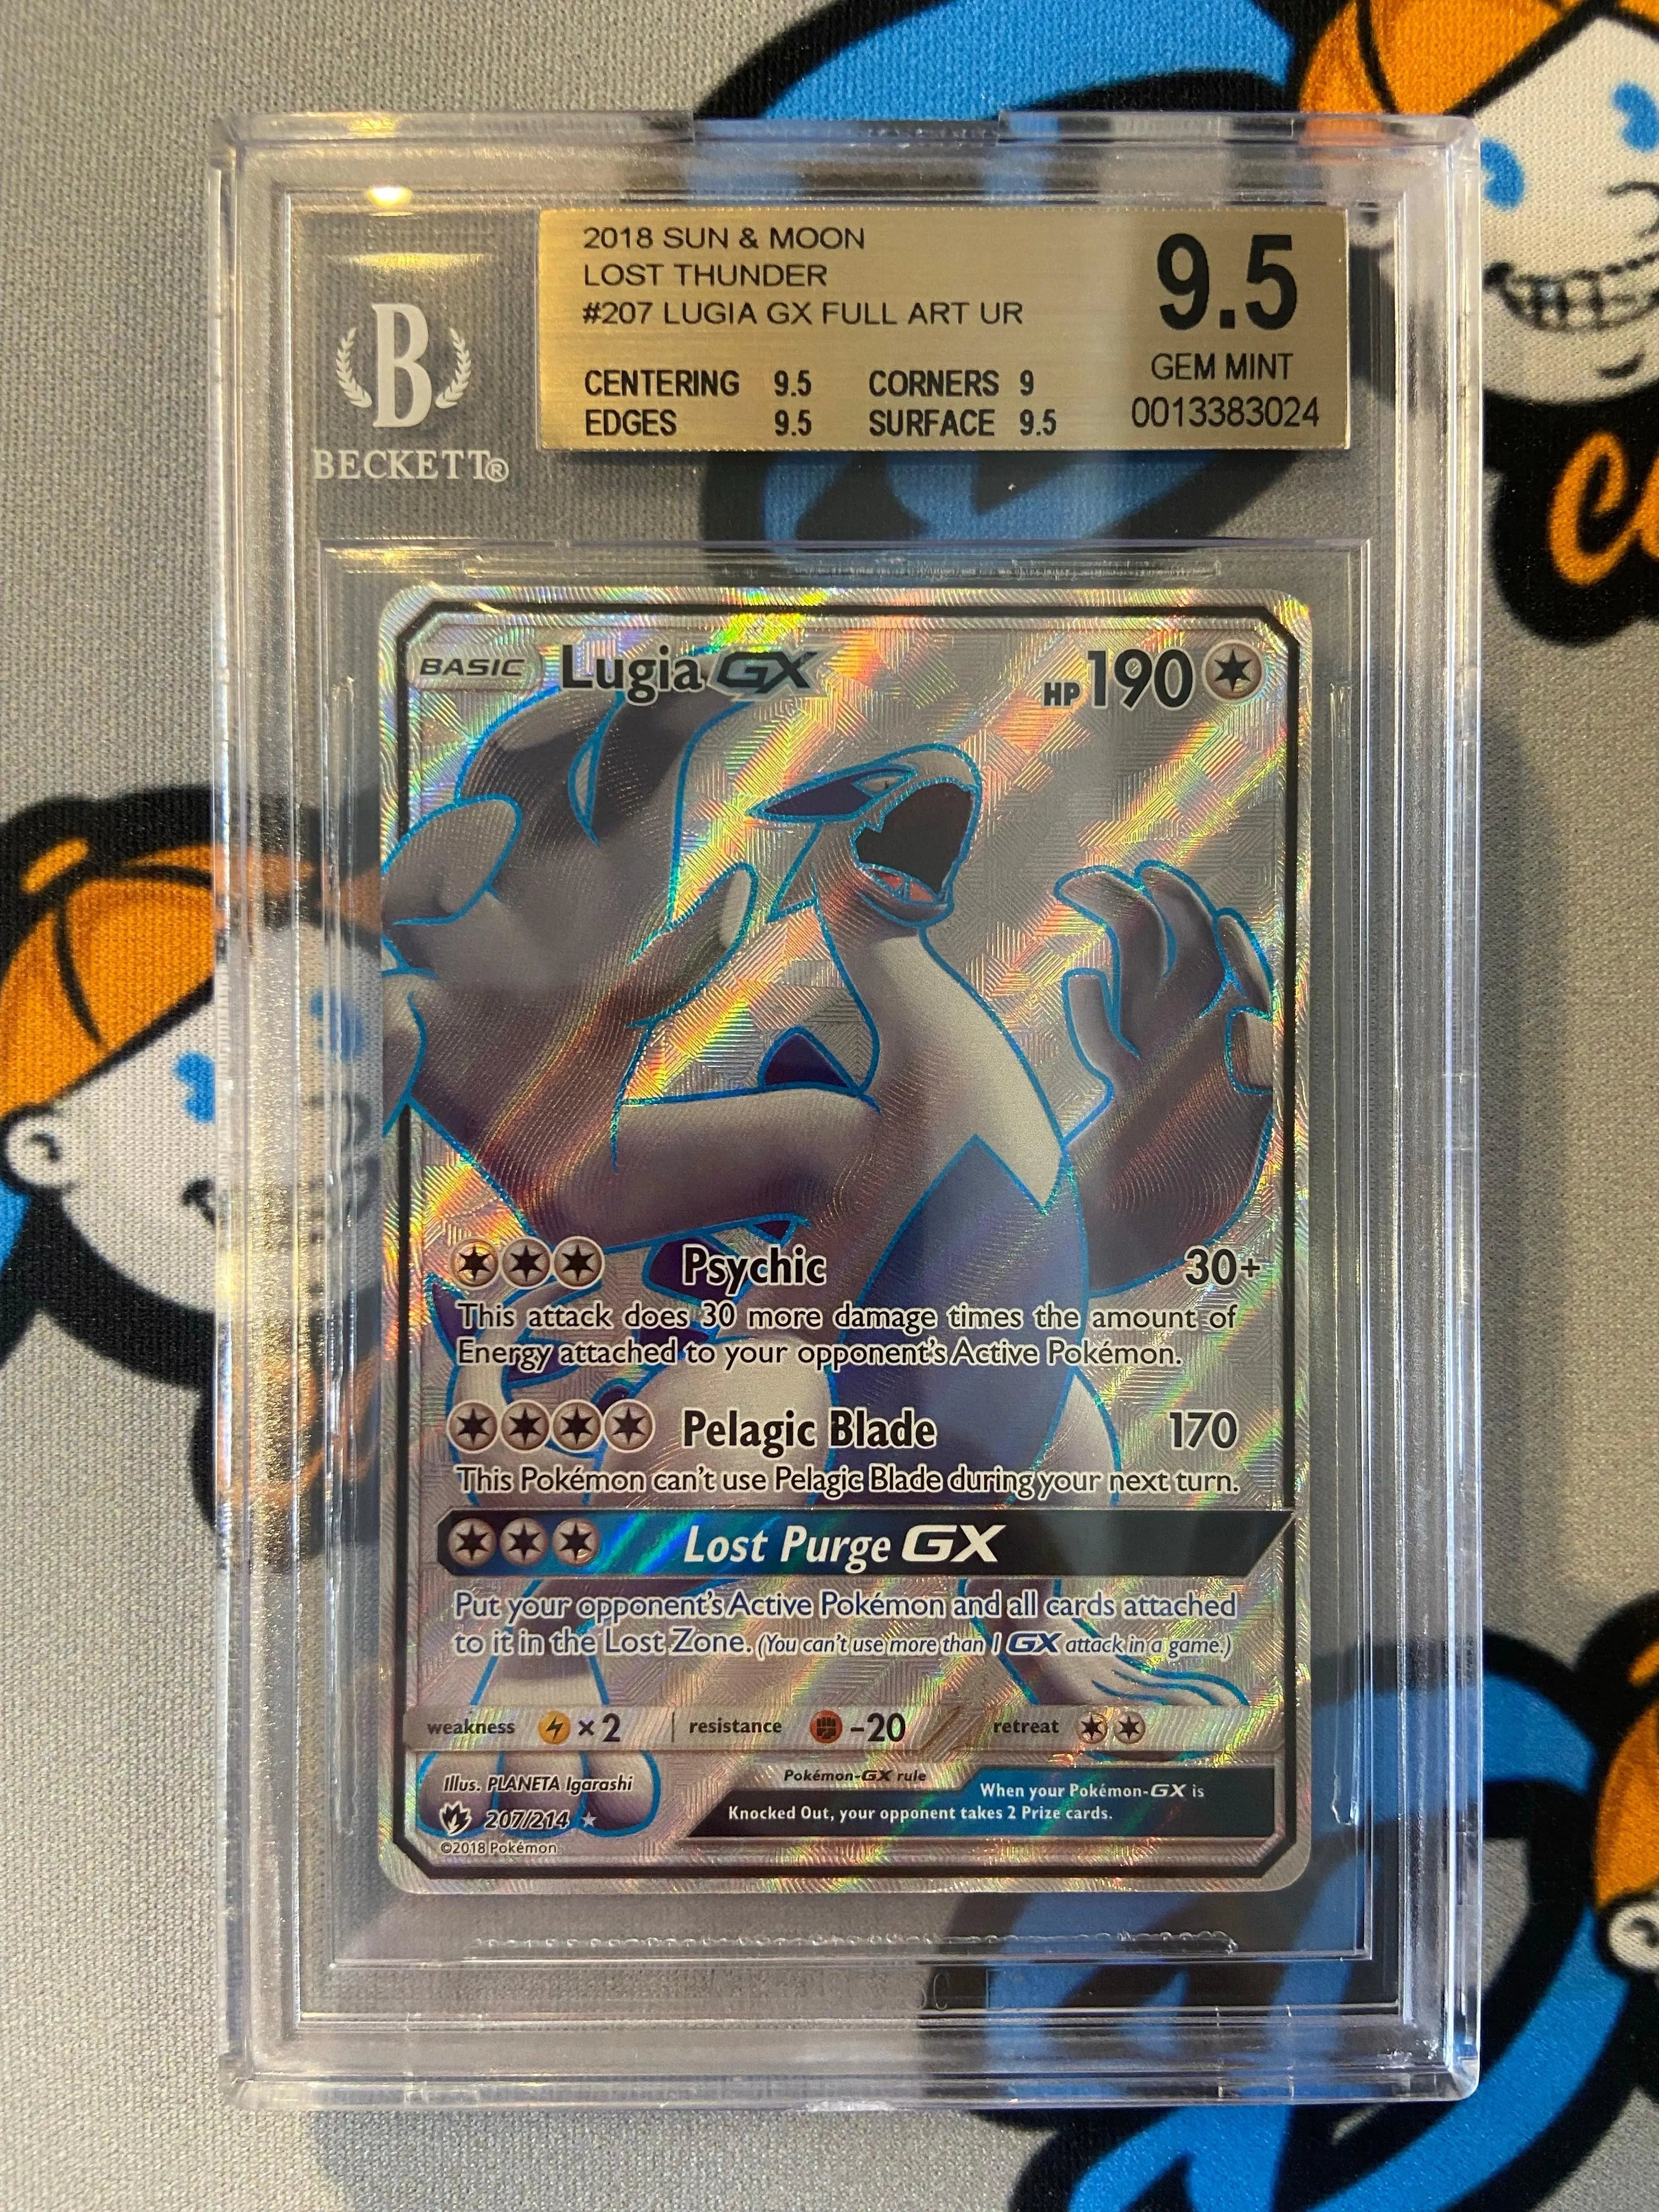 2018 SUN & MOON
LOST THUNDER
#207 LUGIA GX FULL ART UR
CENTERING 9.5 CORNERS 9
EDGES 9.5 SURFACE 9.5
9.5
GEM MINT
0013383024
B
BECKETT®
BASIC Lugia GX HP 190
Psychic 30+
This attack does 30 more damage times the amount of
Energy attached to your opponent's Active Pokémon.
Pelagic Blade 170
This Pokémon can't use Pelagic Blade during your next turn.
Lost Purge GX
Put your opponent's Active Pokémon and all cards attached
to it in the Lost Zone. (You can't use more than 1 GX attack in a game.)
weakness ×2 resistance -20 retreat
Illus. PLANETA Igarashi
207/214
©2018 Pokémon
Pokémon-GX rule
When your Pokémon-GX is
Knocked Out, your opponent takes 2 Prize cards.